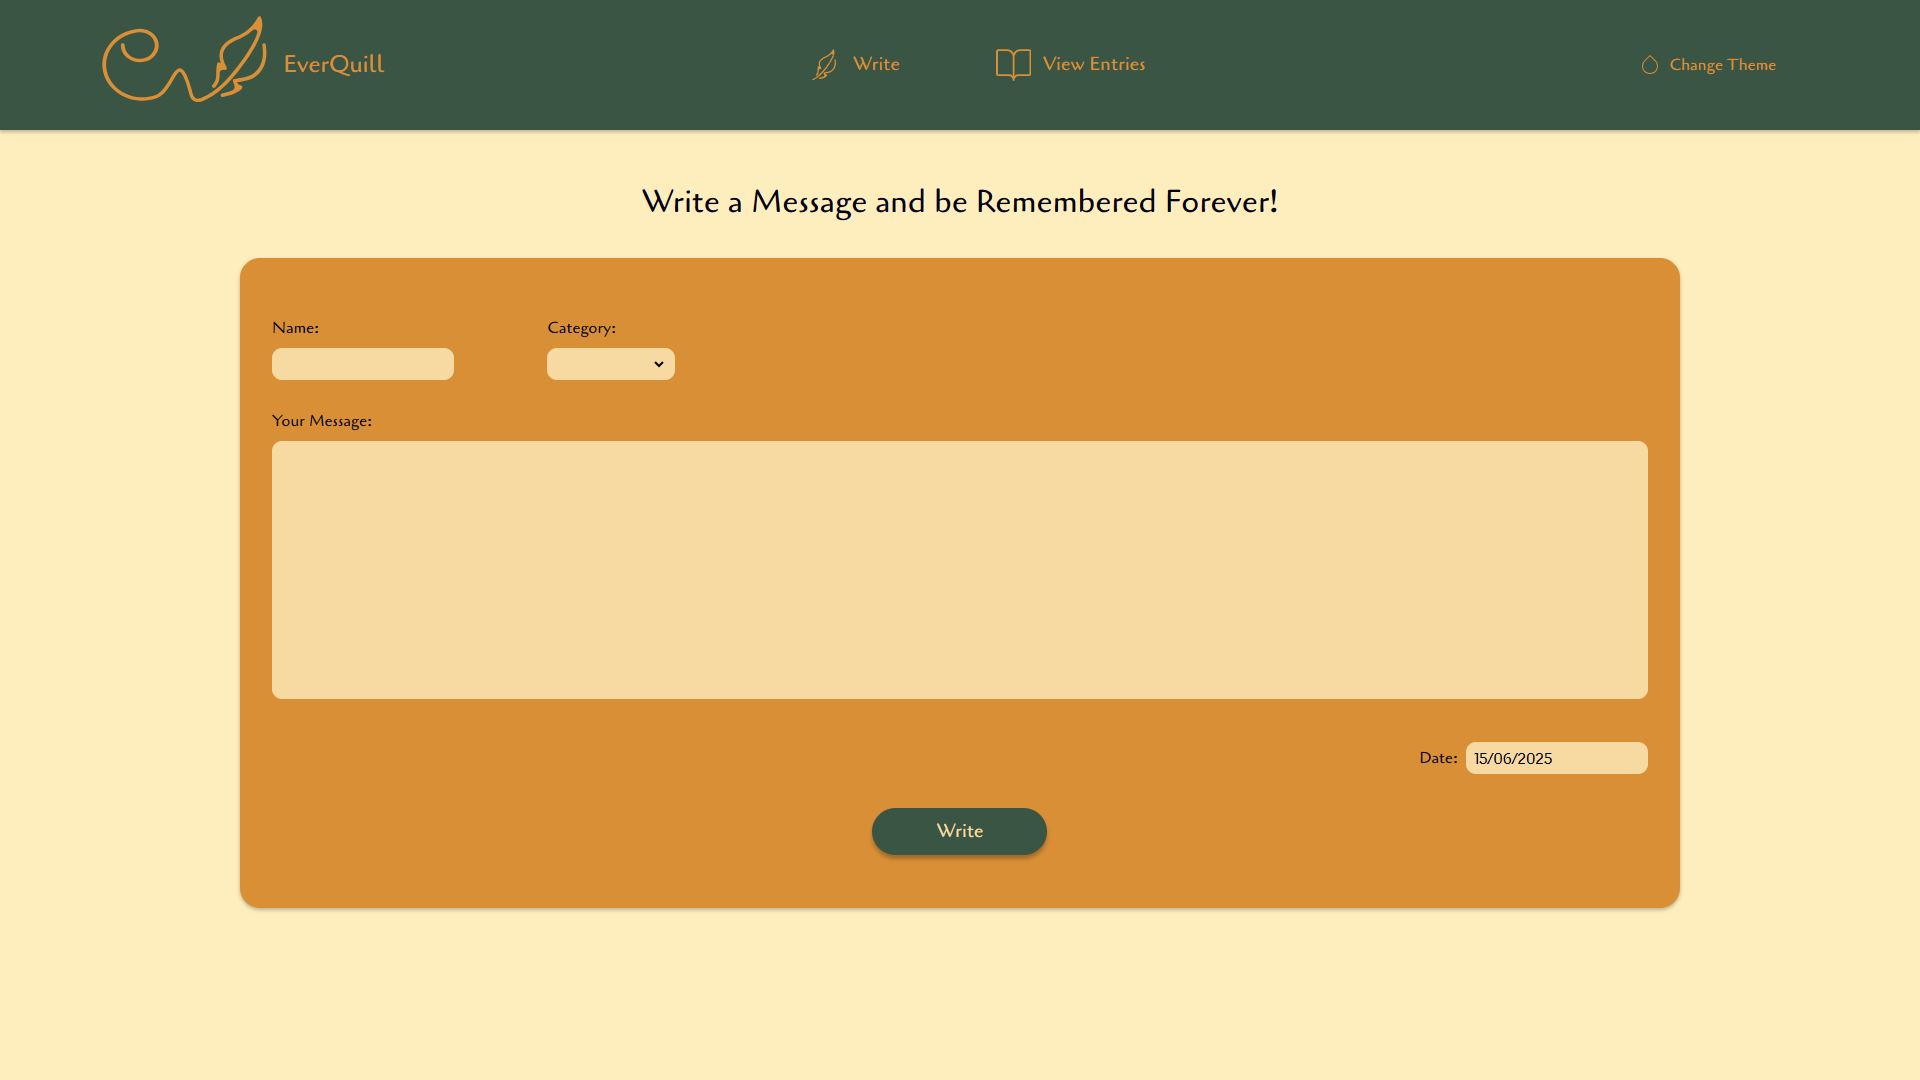 EverQuill
Write
View Entries
Change Theme
Write a Message and be Remembered Forever!
Name:
Category:
Your Message:
Date: 15/06/2025
Write